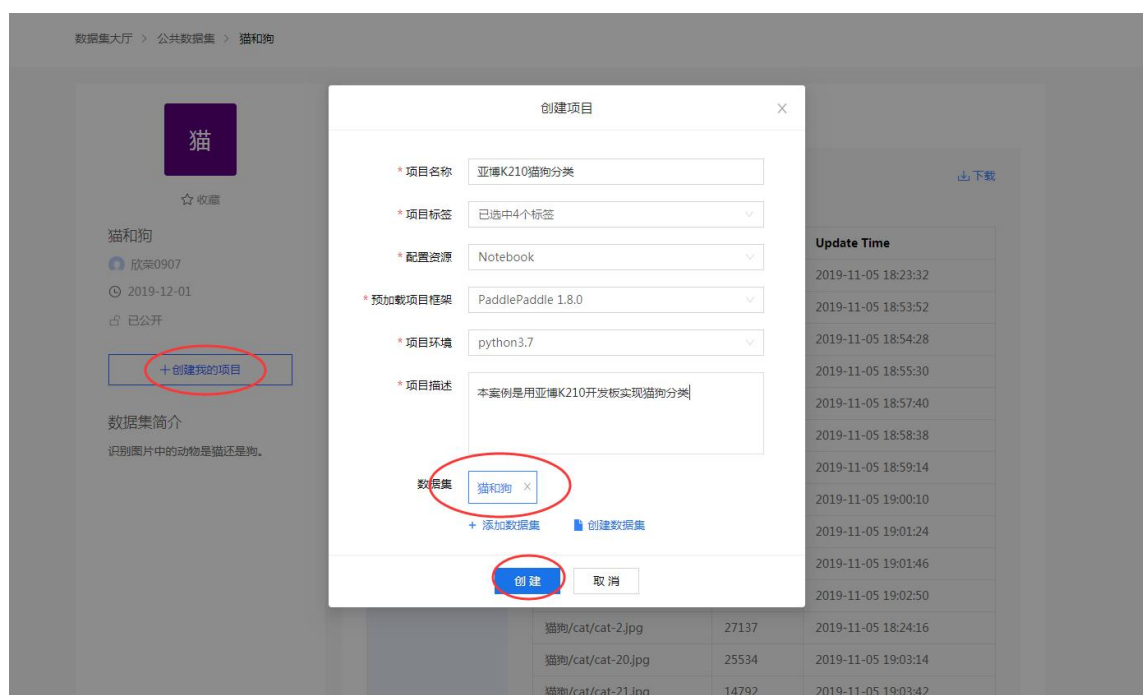 数据集大厅 > 公共数据集 > 猫和狗
猫
收藏
猫和狗
欣荣0907
2019-12-01
已公开
+创建我的项目
数据集简介
识别图片中的动物是猫还是狗。
创建项目
* 项目名称 亚博K210猫狗分类
* 项目标签 已选中4个标签
* 配置资源 Notebook
* 预加载项目框架 PaddlePaddle 1.8.0
* 项目环境 python3.7
* 项目描述 本案例是用亚博K210开发板实现猫狗分类
数据集 猫和狗 ×
+ 添加数据集 创建数据集
创建 取消
下载
Update Time
2019-11-05 18:23:32
2019-11-05 18:53:52
2019-11-05 18:54:28
2019-11-05 18:55:30
2019-11-05 18:57:40
2019-11-05 18:58:38
2019-11-05 18:59:14
2019-11-05 19:00:10
2019-11-05 19:01:24
2019-11-05 19:01:46
2019-11-05 19:02:50
猫狗/cat/cat-2.jpg 27137 2019-11-05 18:24:16
猫狗/cat/cat-20.jpg 25534 2019-11-05 19:03:14
猫狗/cat/cat-21.jpg 14792 2019-11-05 19:03:42